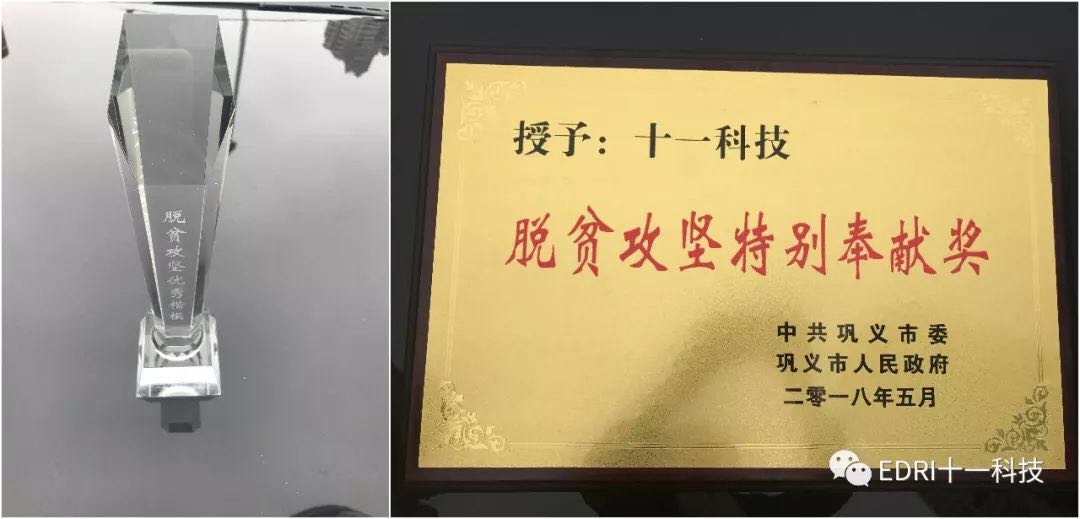 脱贫攻坚优秀楷模
授予：十一科技
脱贫攻坚特别奉献奖
中共巩义市委
巩义市人民政府
二零一八年五月
EDRI十一科技